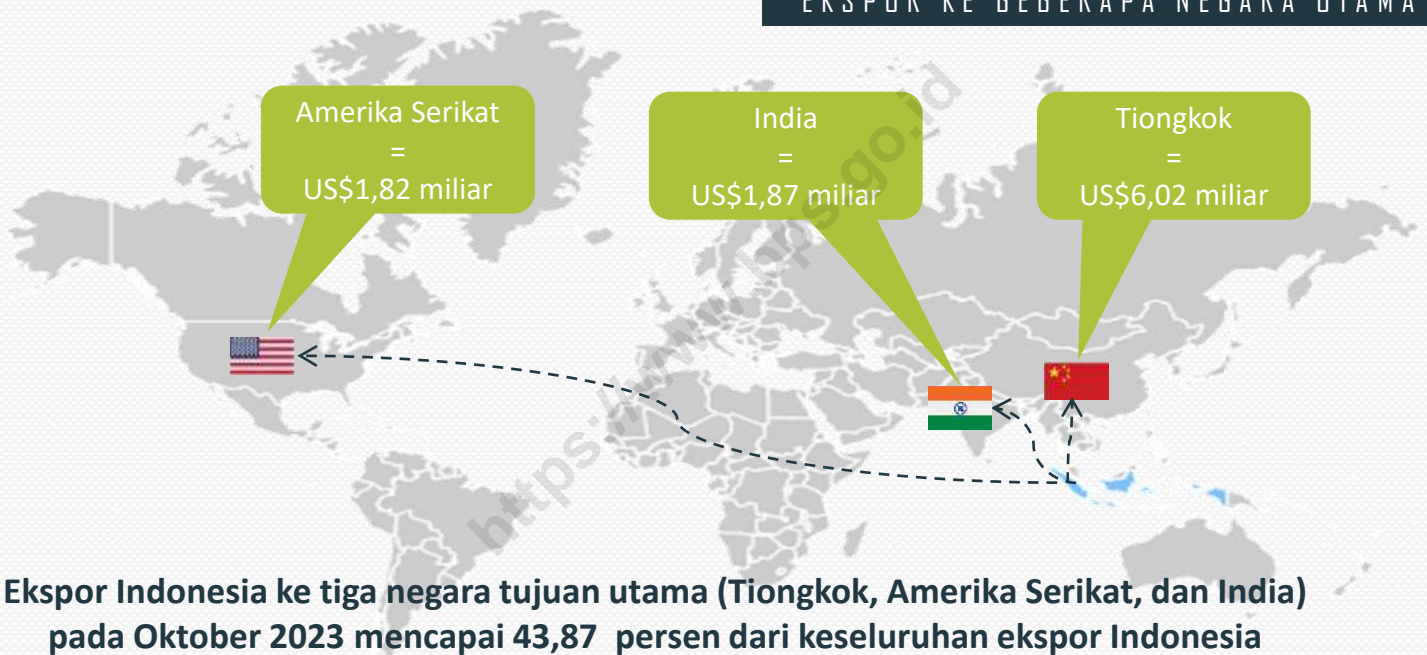 EKSPOR KE BEBERAPA NEGARA UTAMA
Amerika Serikat
=
US$1,82 miliar
India
=
US$1,87 miliar
Tiongkok
=
US$6,02 miliar
https://www.bps.go.id
Ekspor Indonesia ke tiga negara tujuan utama (Tiongkok, Amerika Serikat, dan India)
pada Oktober 2023 mencapai 43,87 persen dari keseluruhan ekspor Indonesia